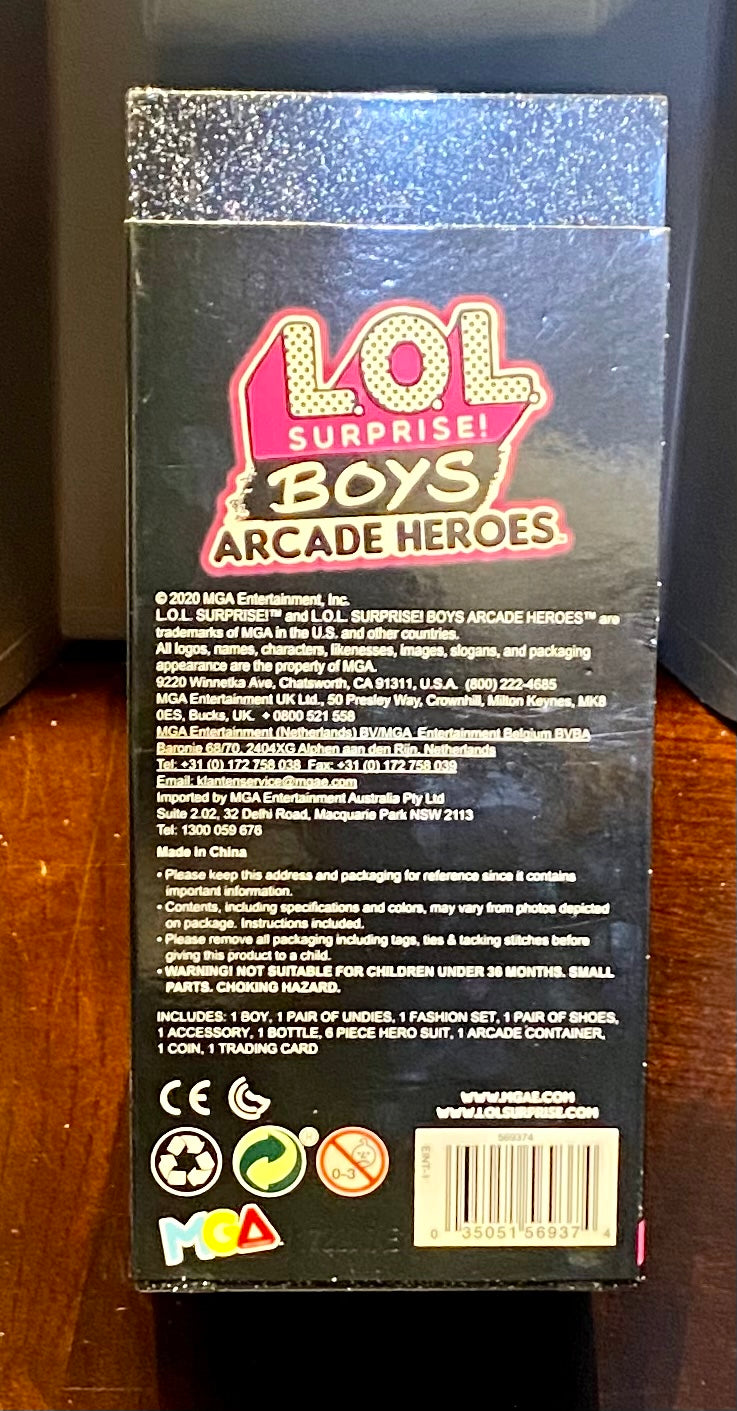 L.O.L.
SURPRISE!
BOYS
ARCADE HEROES™
© 2020 MGA Entertainment, Inc.
L.O.L. SURPRISE!™ and L.O.L. SURPRISE! BOYS ARCADE HEROES™ are
trademarks of MGA in the U.S. and other countries.
All logos, names, characters, likenesses, images, slogans, and packaging
appearance are the property of MGA.
9220 Winnetka Ave, Chatsworth, CA 91311, U.S.A. (800) 222-4685
MGA Entertainment UK Ltd., 50 Presley Way, Crownhill, Milton Keynes, MK8
0ES, Bucks, UK. + 0800 521 558
MGA Entertainment (Netherlands) BV/MGA Entertainment Belgium BVBA
Baronie 68/70, 2404XG Alphen aan den Rijn, Netherlands
Tel: +31 (0) 172 758 038 Fax: +31 (0) 172 758 039
Email: klantenservice@mgae.com
Imported by MGA Entertainment Australia Pty Ltd
Suite 2.02, 32 Delhi Road, Macquarie Park NSW 2113
Tel: 1300 059 676
Made in China
• Please keep this address and packaging for reference since it contains
important information.
• Contents, including specifications and colors, may vary from photos depicted
on package. Instructions included.
• Please remove all packaging including tags, ties & tacking stitches before
giving this product to a child.
• WARNING! NOT SUITABLE FOR CHILDREN UNDER 36 MONTHS. SMALL
PARTS. CHOKING HAZARD.
INCLUDES: 1 BOY, 1 PAIR OF UNDIES, 1 FASHION SET, 1 PAIR OF SHOES,
1 ACCESSORY, 1 BOTTLE, 6 PIECE HERO SUIT, 1 ARCADE CONTAINER,
1 COIN, 1 TRADING CARD
CE
WWW.MGAE.COM
WWW.LOLSURPRISE.COM
0-3
569374
EINT-I
0 35051 56937 4
MGA